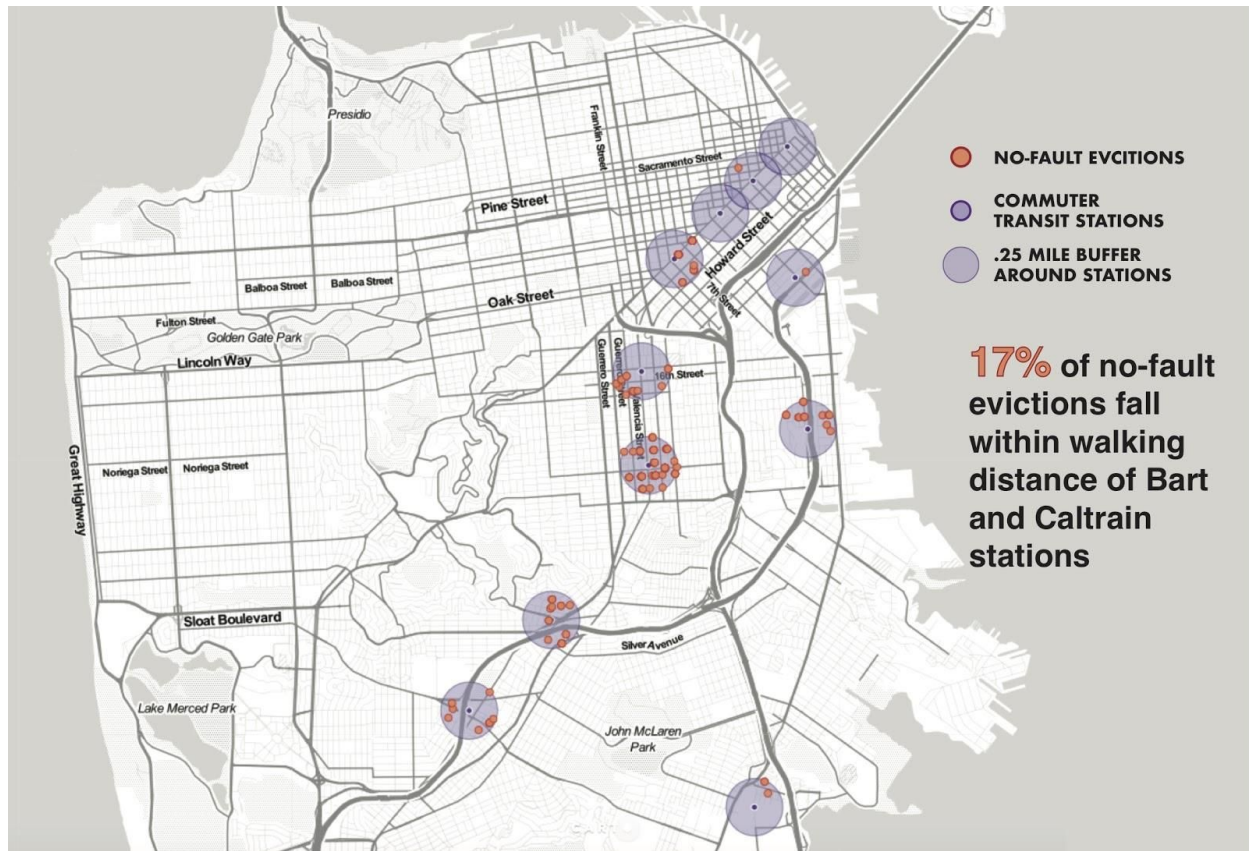 Presidio
Franklin Street
Sacramento Street
Pine Street
Howard Street
Balboa Street
Balboa Street
Oak Street
7th Street
Fulton Street
Golden Gate Park
Lincoln Way
Guerrero Street
16th Street
Valencia
Great Highway
Noriega Street
Noriega Street
Sloat Boulevard
Silver Avenue
Lake Merced Park
John McLaren
Park
NO-FAULT EVCITIONS
COMMUTER
TRANSIT STATIONS
.25 MILE BUFFER
AROUND STATIONS
17% of no-fault
evictions fall
within walking
distance of Bart
and Caltrain
stations